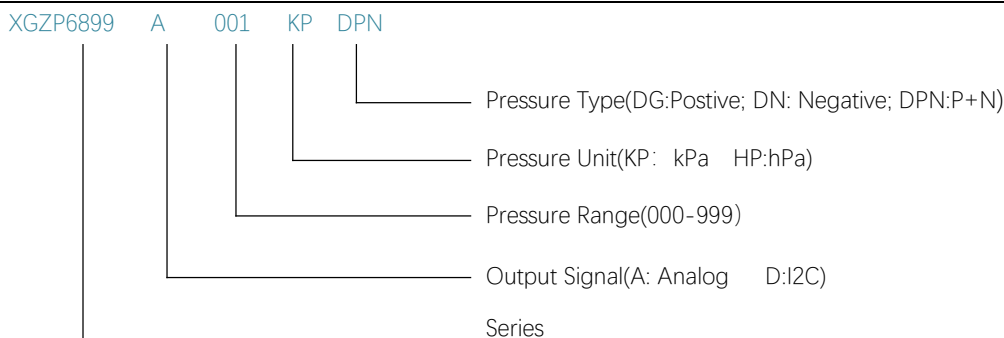 XGZP6899 A 001 KP DPN
Pressure Type(DG:Postive; DN: Negative; DPN:P+N)
Pressure Unit(KP: kPa HP:hPa)
Pressure Range(000-999)
Output Signal(A: Analog D:I2C)
Series